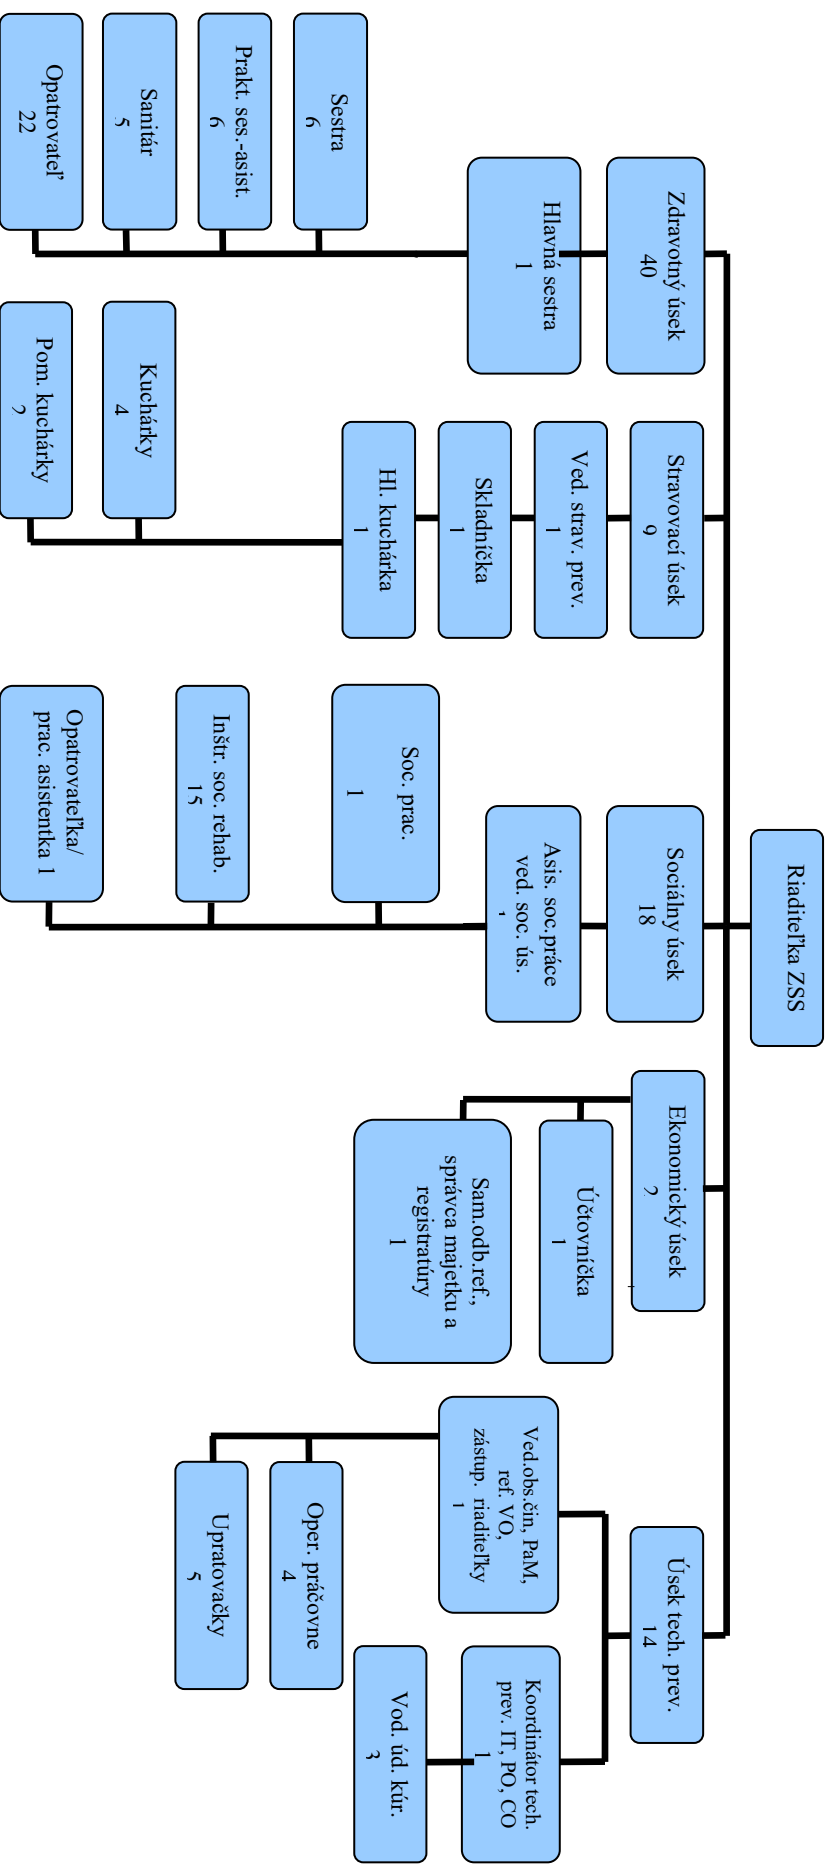 Riaditeľka ZSS
Zdravotný úsek
40
Stravovací úsek
9
Sociálny úsek
18
Ekonomický úsek
2
Úsek tech. prev.
14
Hlavná sestra
1
Sestra
6
Prakt. ses.-asist.
6
Sanitár
5
Opatrovateľ
22
Ved. strav. prev.
1
Skladníčka
1
Hl. kuchárka
1
Kuchárky
4
Pom. kuchárky
2
Asis. soc.práce
ved. soc. ús.
1
Soc. prac.
1
Inštr. soc. rehab.
15
Opatrovateľka/
prac. asistentka 1
Účtovníčka
1
Sam.odb.ref.,
správca majetku a
registratúry
1
Ved.obs.čin, PaM,
ref. VO,
zástup. riaditeľky
1
Oper. práčovne
4
Upratovačky
5
Koordinátor tech.
prev. IT, PO, CO
1
Vod. úd. kúr.
3